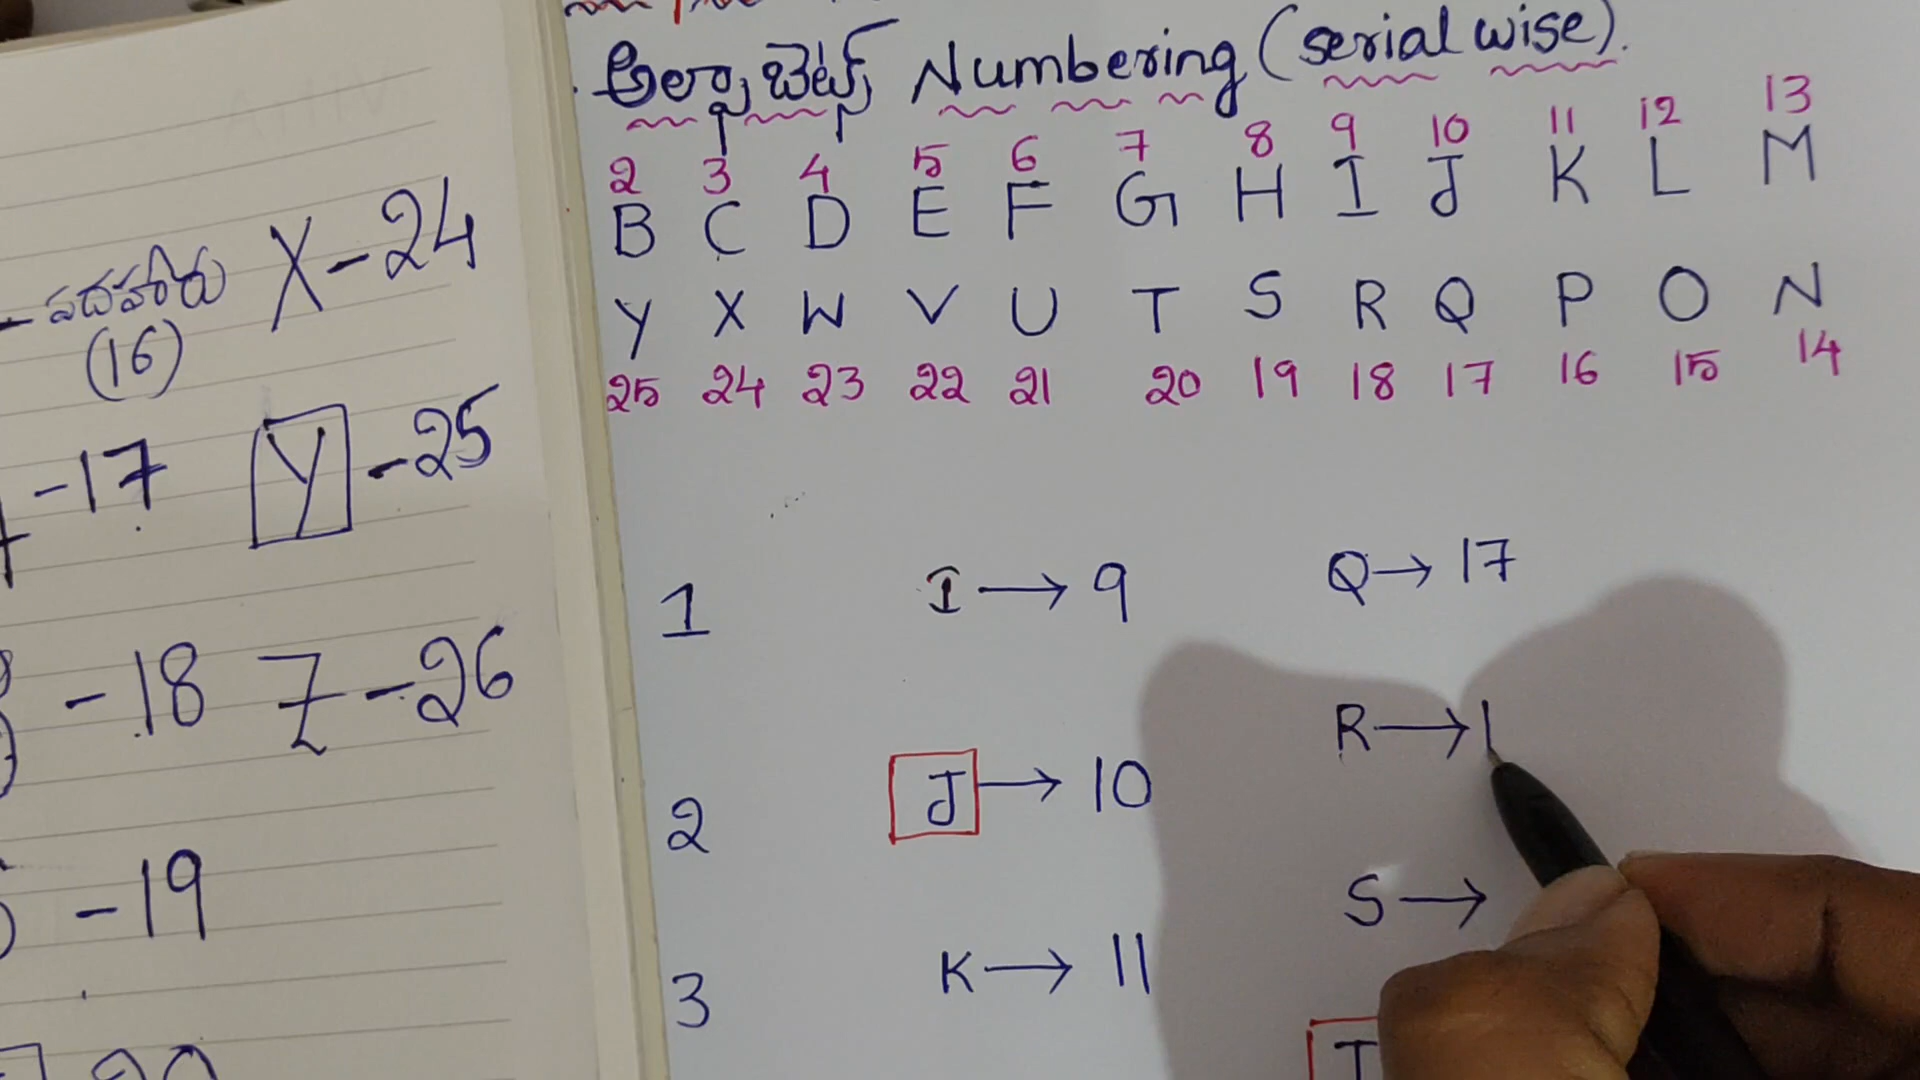 అల్ఫాబెట్స్ Numbering (serial wise).
2 3 4 5 6 7 8 9 10 11 12 13
B C D E F G H I J K L M
Y X W V U T S R Q P O N
25 24 23 22 21 20 19 18 17 16 15 14
1 I → 9 Q → 17
R → 1
2 J → 10
S →
3 K → 11
T
- పదహారు X - 24
(16)
- 17 Y - 25
- 18 Z - 26
- 19